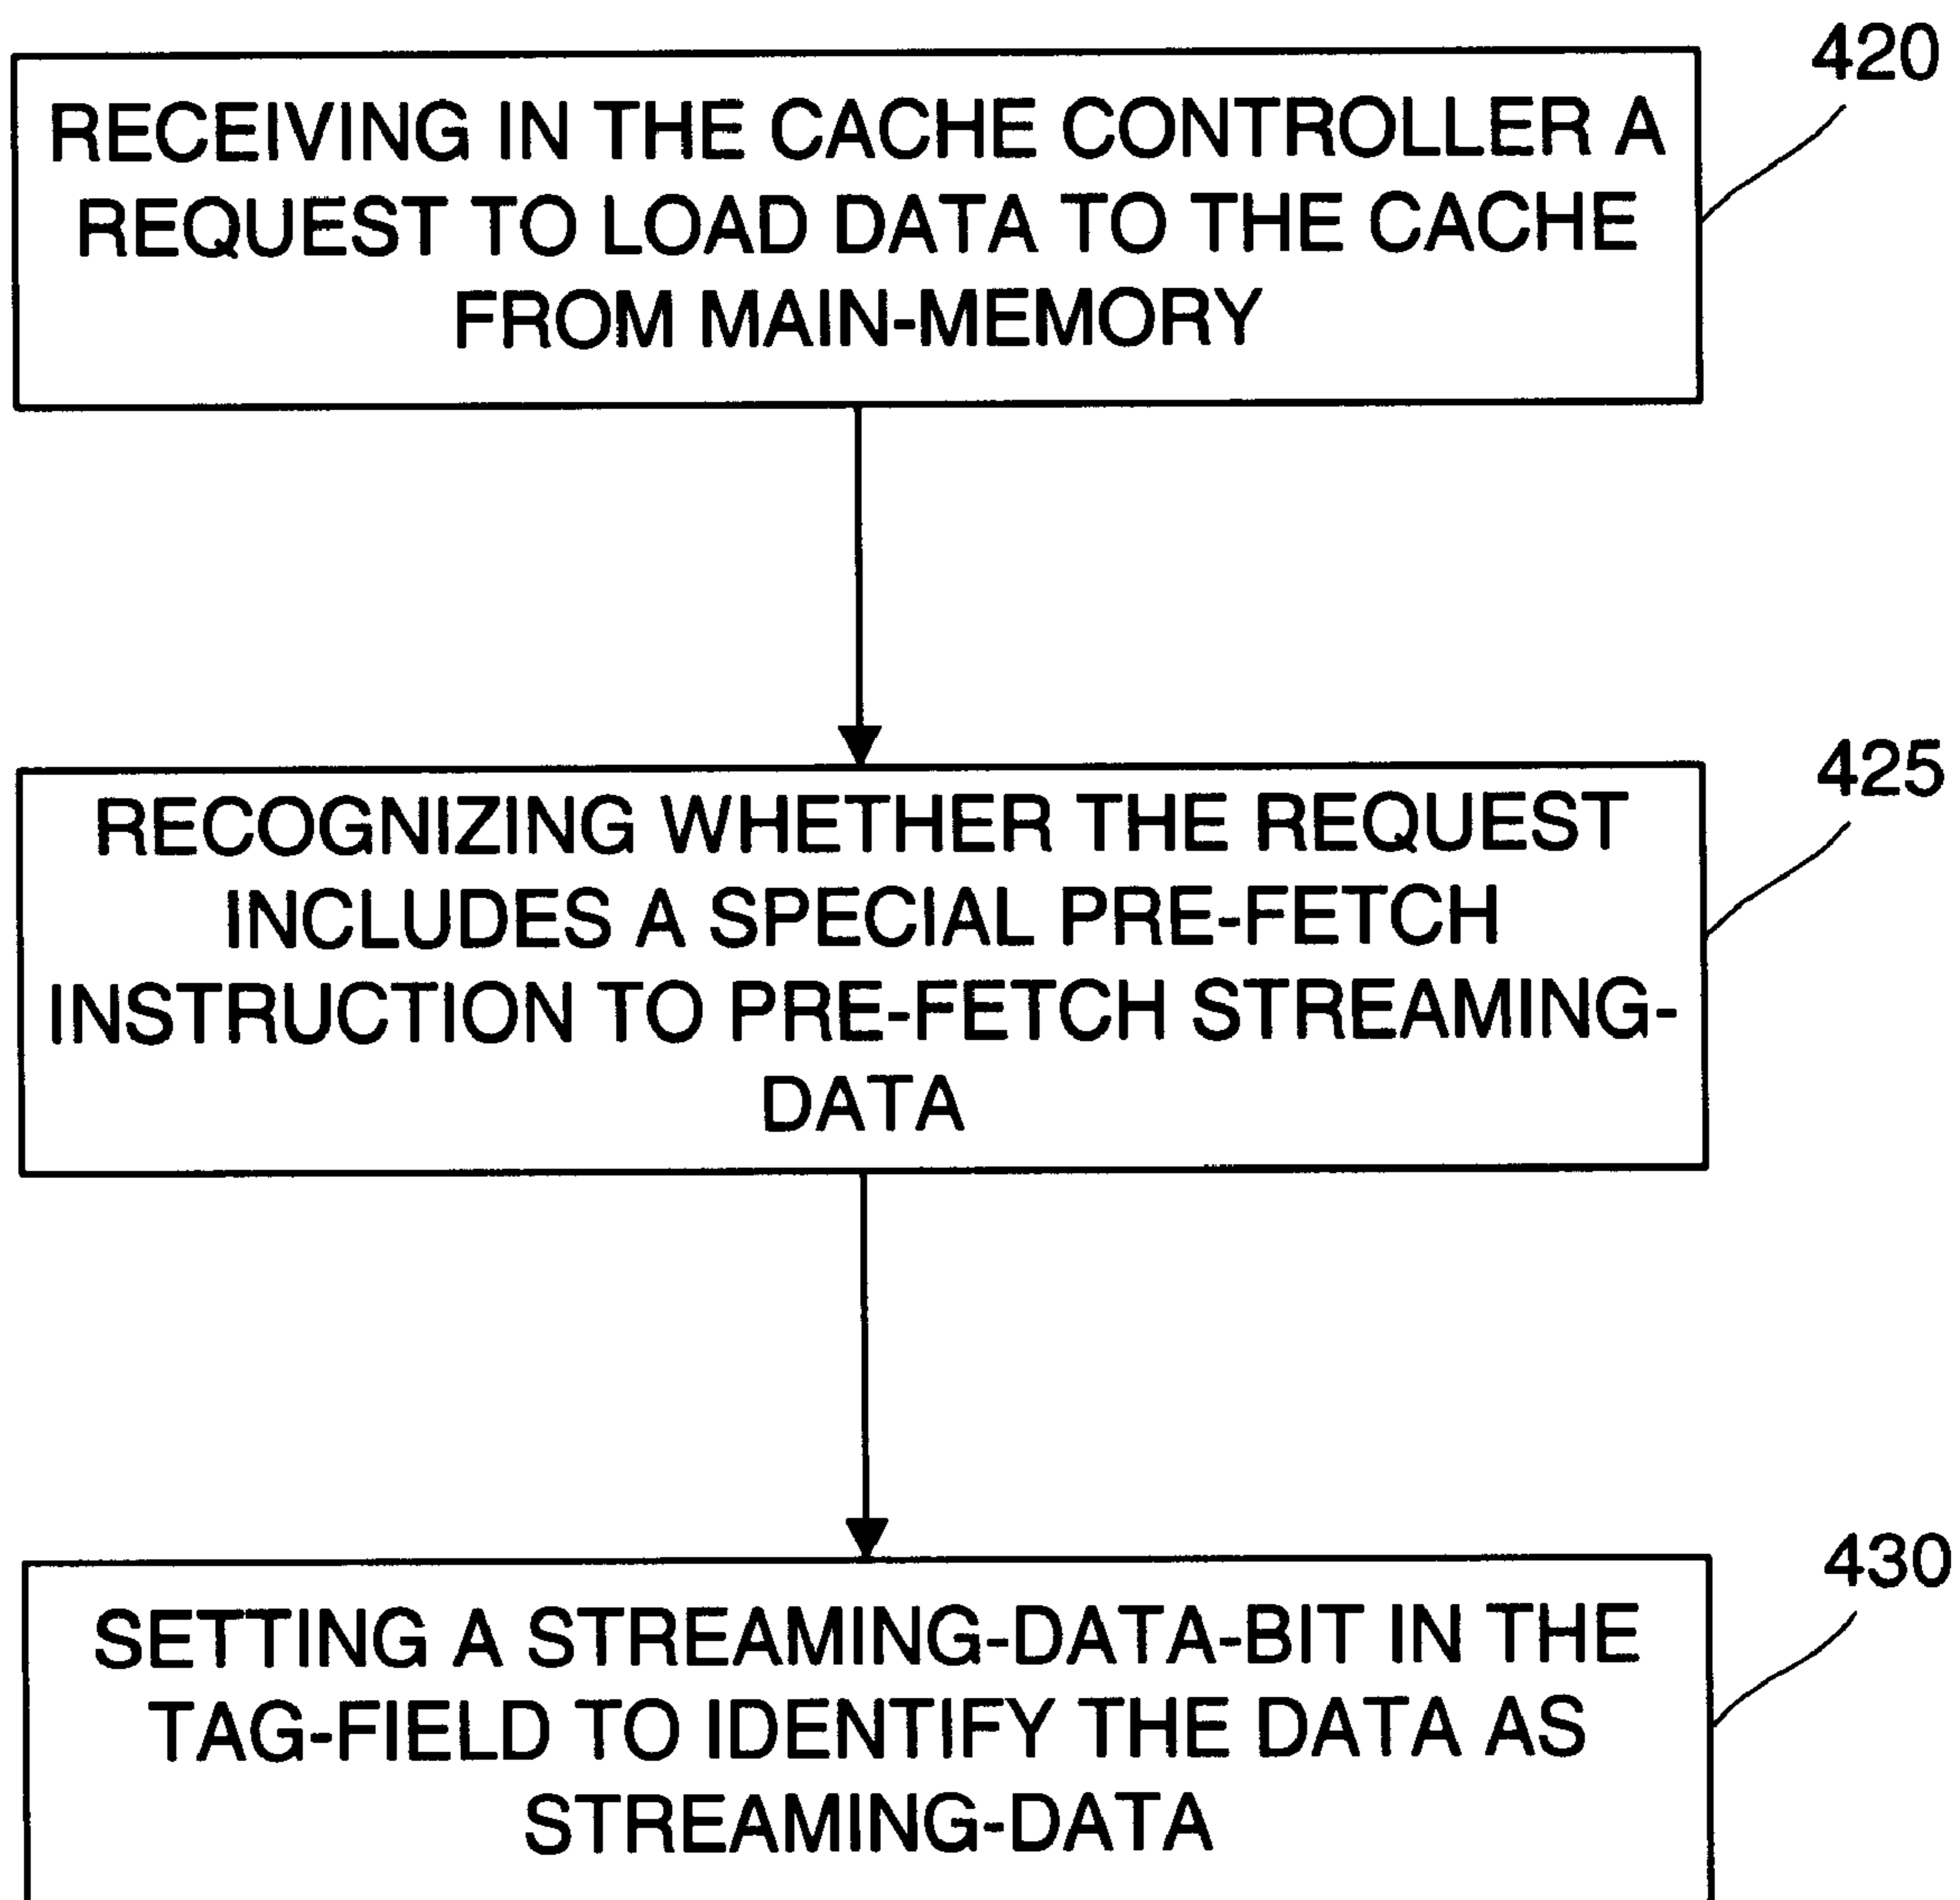 420
RECEIVING IN THE CACHE CONTROLLER A
REQUEST TO LOAD DATA TO THE CACHE
FROM MAIN-MEMORY
425
RECOGNIZING WHETHER THE REQUEST
INCLUDES A SPECIAL PRE-FETCH
INSTRUCTION TO PRE-FETCH STREAMING-
DATA
430
SETTING A STREAMING-DATA-BIT IN THE
TAG-FIELD TO IDENTIFY THE DATA AS
STREAMING-DATA